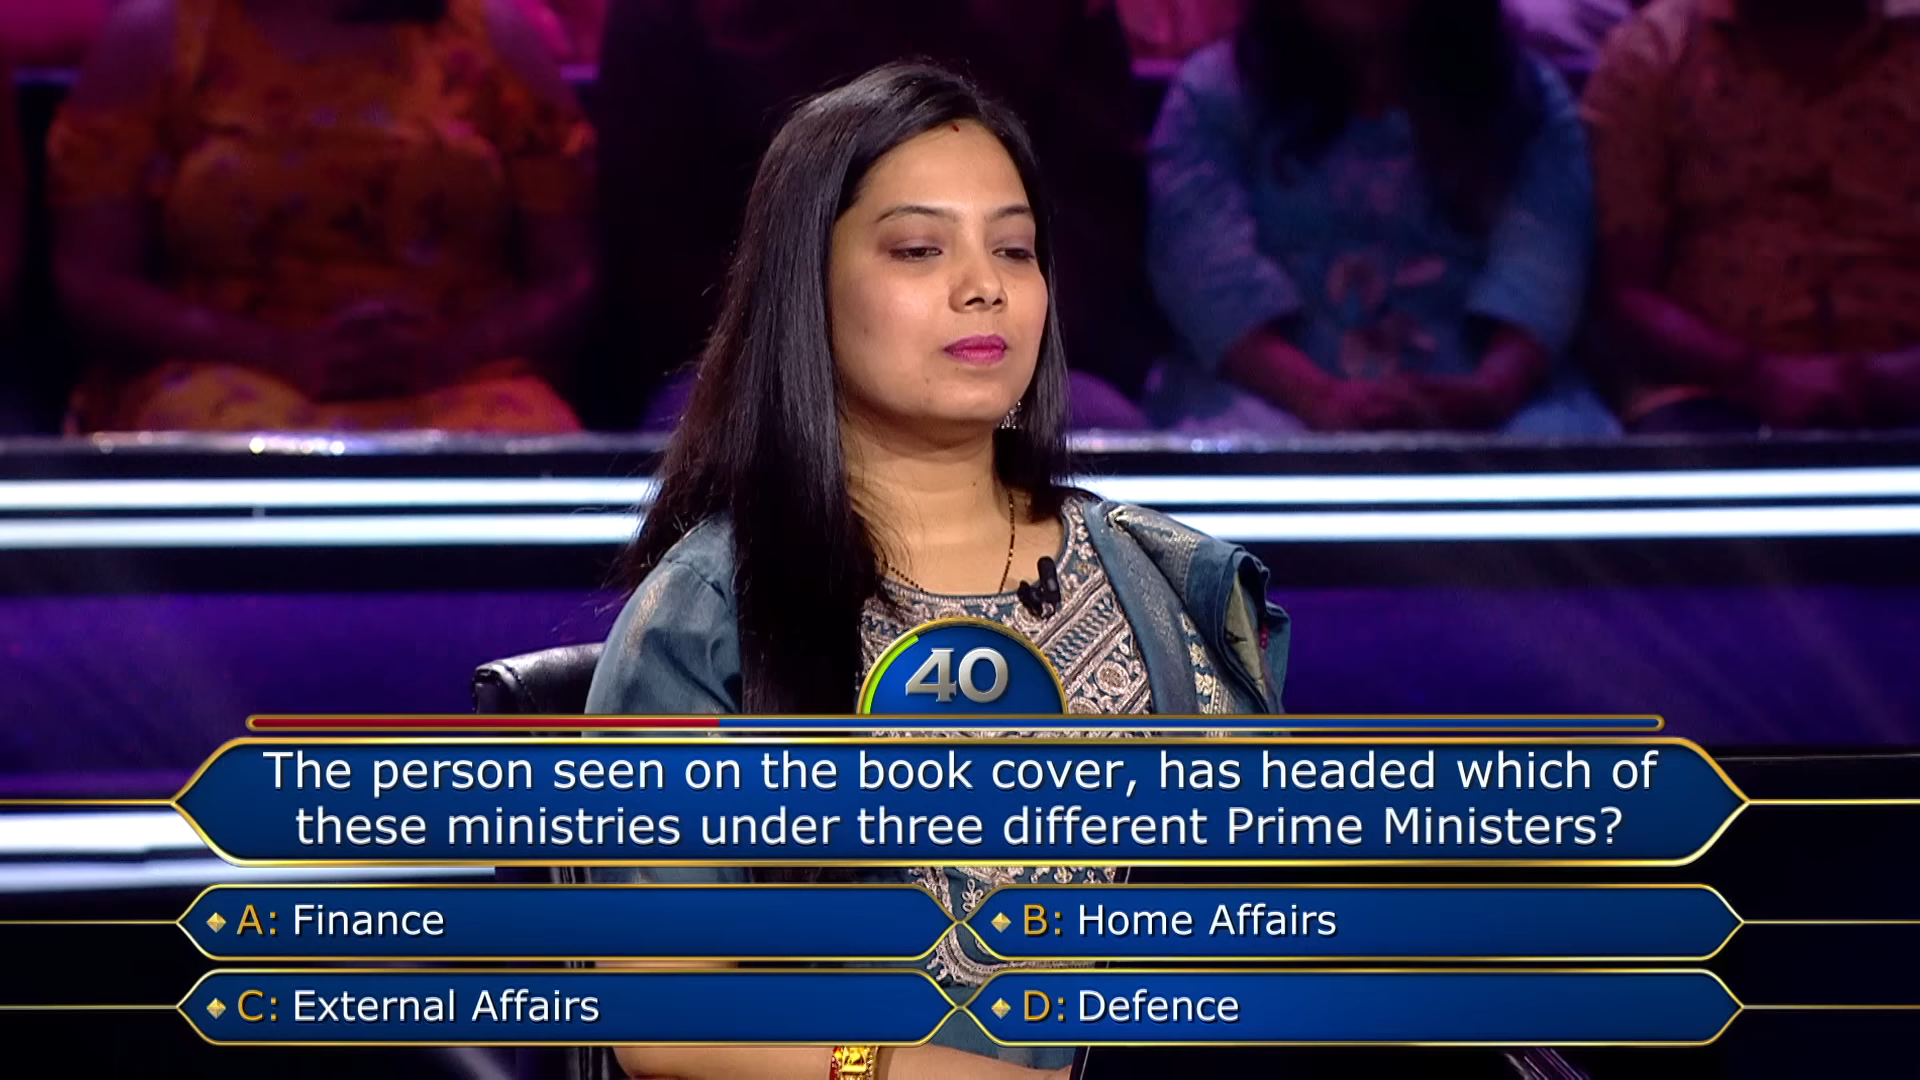 40
The person seen on the book cover, has headed which of
these ministries under three different Prime Ministers?
A: Finance
B: Home Affairs
C: External Affairs
D: Defence